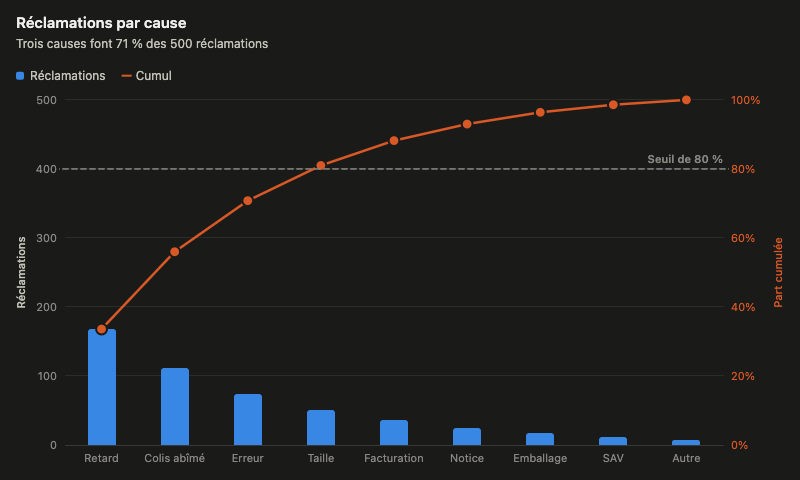 Réclamations par cause
Trois causes font 71 % des 500 réclamations
Réclamations
Cumul
500
400
300
200
100
0
Réclamations
100%
80%
60%
40%
20%
0%
Part cumulée
Seuil de 80 %
Retard
Colis abîmé
Erreur
Taille
Facturation
Notice
Emballage
SAV
Autre